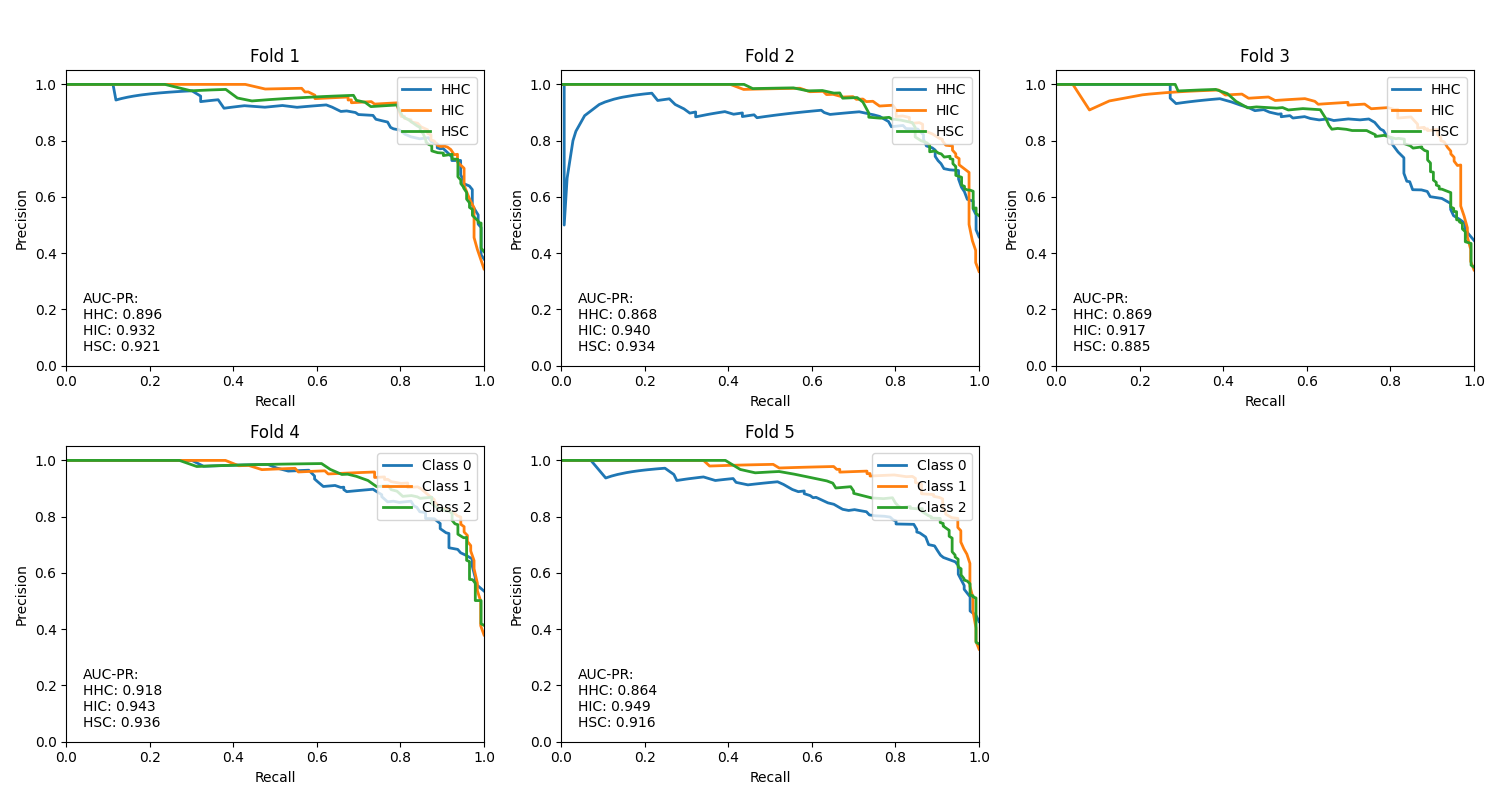 Fold 1
1.0
0.8
0.6
0.4
0.2
0.0
Precision
HHC
HIC
HSC
AUC-PR:
HHC: 0.896
HIC: 0.932
HSC: 0.921
0.0 0.2 0.4 0.6 0.8 1.0
Recall
Fold 2
1.0
0.8
0.6
0.4
0.2
0.0
Precision
HHC
HIC
HSC
AUC-PR:
HHC: 0.868
HIC: 0.940
HSC: 0.934
0.0 0.2 0.4 0.6 0.8 1.0
Recall
Fold 3
1.0
0.8
0.6
0.4
0.2
0.0
Precision
HHC
HIC
HSC
AUC-PR:
HHC: 0.869
HIC: 0.917
HSC: 0.885
0.0 0.2 0.4 0.6 0.8 1.0
Recall
Fold 4
1.0
0.8
0.6
0.4
0.2
0.0
Precision
Class 0
Class 1
Class 2
AUC-PR:
HHC: 0.918
HIC: 0.943
HSC: 0.936
0.0 0.2 0.4 0.6 0.8 1.0
Recall
Fold 5
1.0
0.8
0.6
0.4
0.2
0.0
Precision
Class 0
Class 1
Class 2
AUC-PR:
HHC: 0.864
HIC: 0.949
HSC: 0.916
0.0 0.2 0.4 0.6 0.8 1.0
Recall